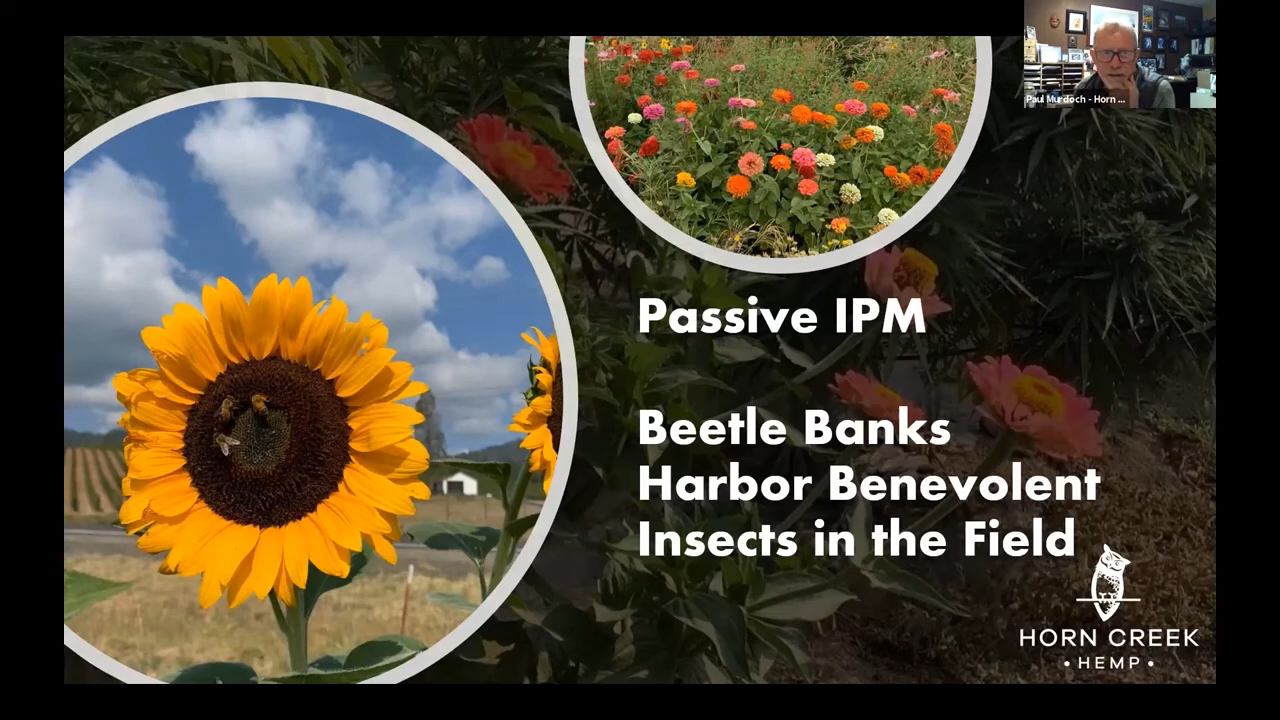 Paul Murdoch - Horn ...
Passive IPM
Beetle Banks
Harbor Benevolent
Insects in the Field
HORN CREEK
• HEMP •